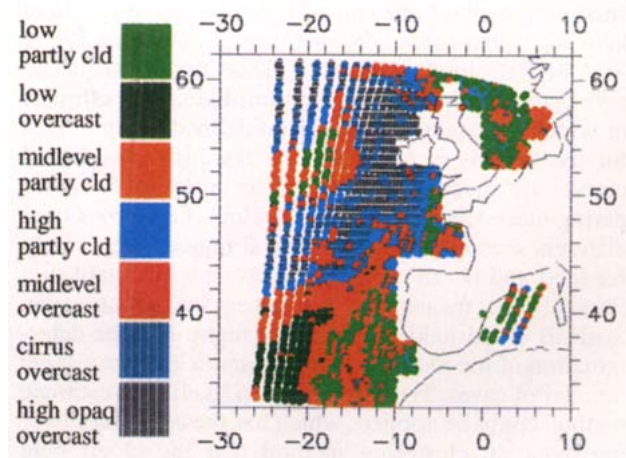 low
partly cld
low
overcast
midlevel
partly cld
high
partly cld
midlevel
overcast
cirrus
overcast
high opaq
overcast
−30 −20 −10 0 10
60 60
50 50
40 40
−30 −20 −10 0 10